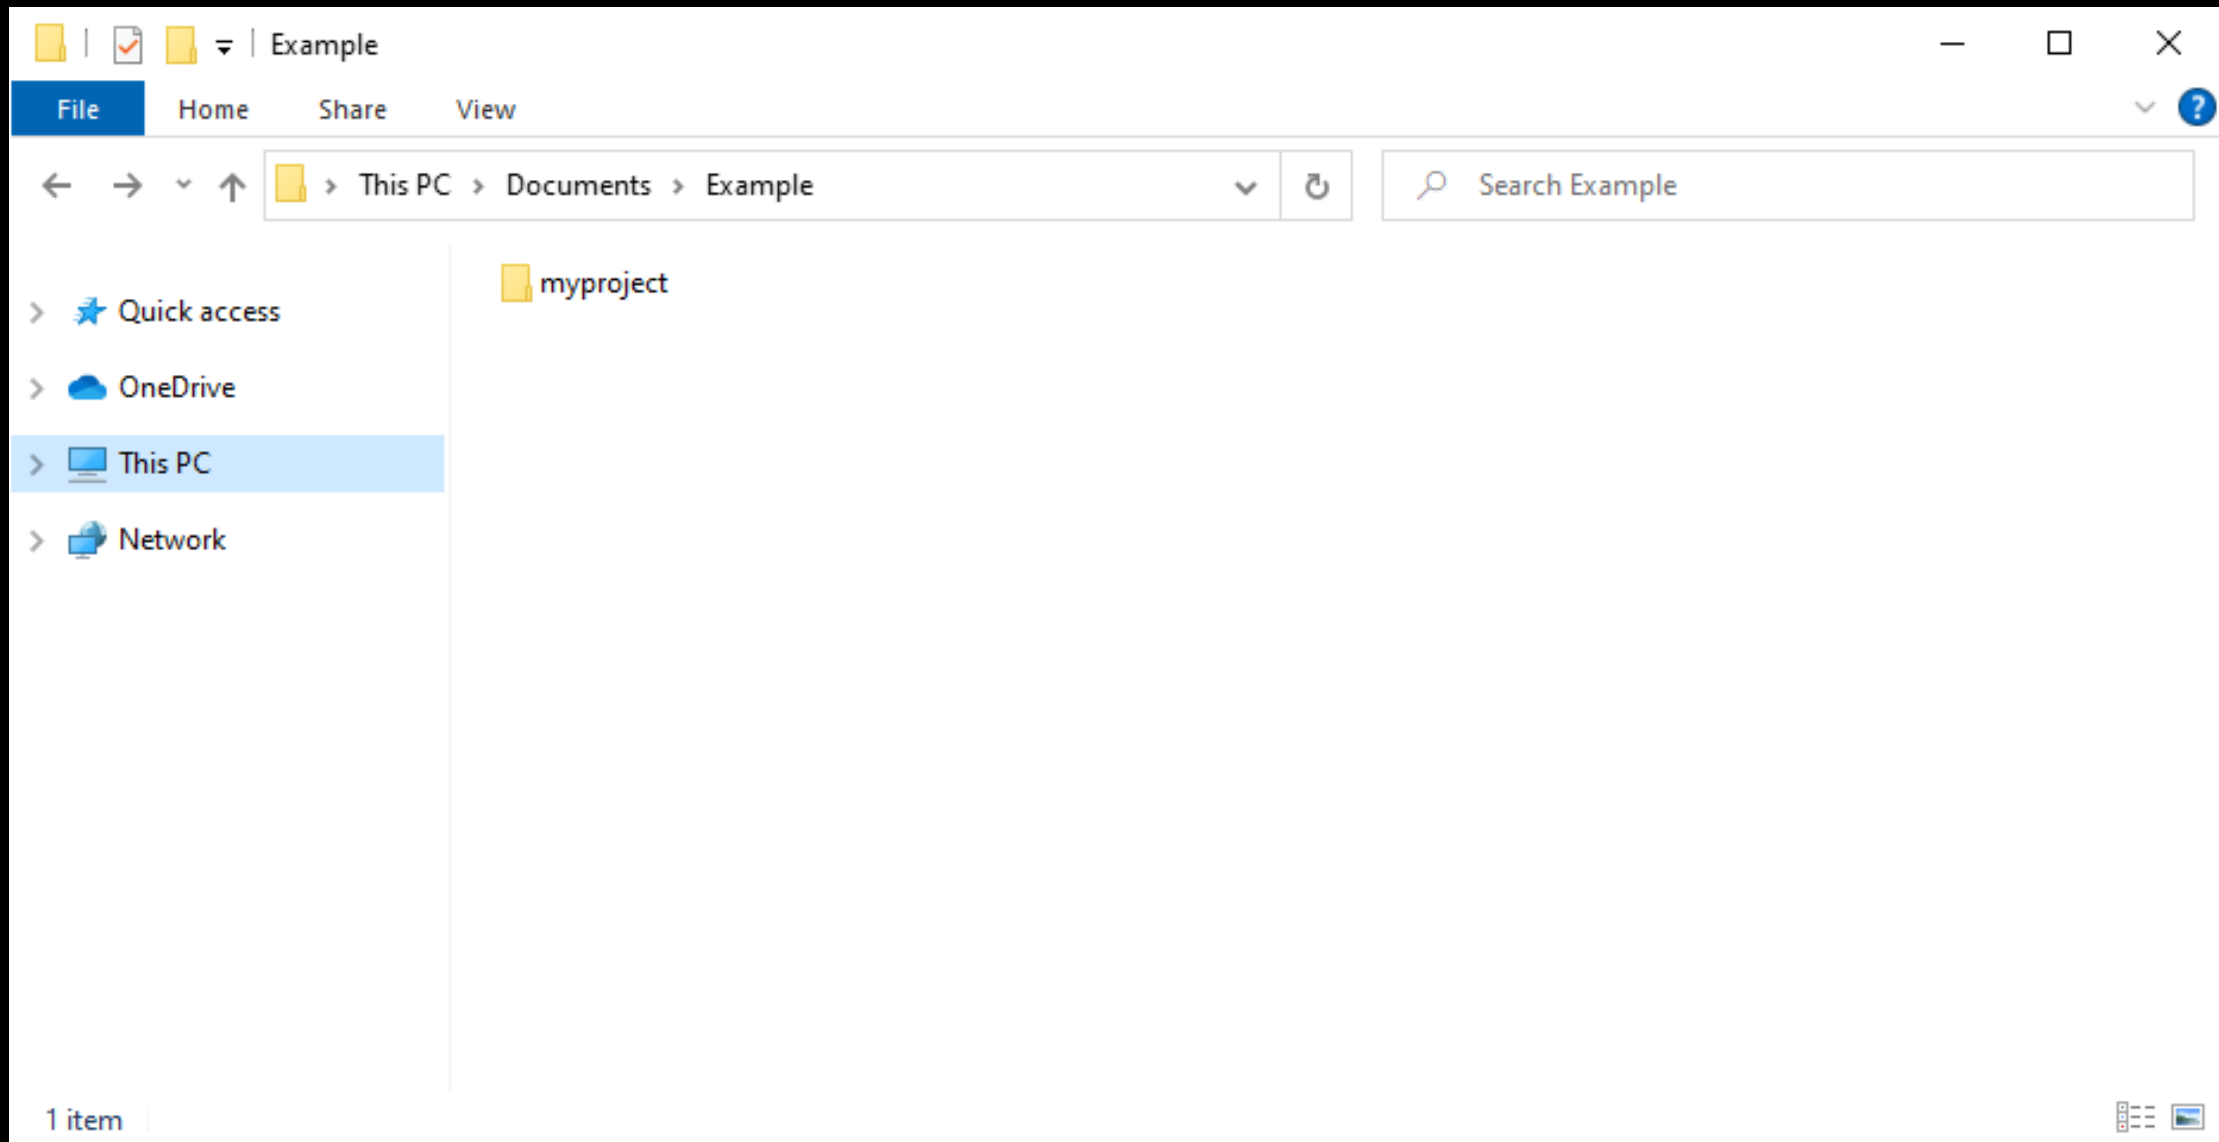 Example
File Home Share View
This PC Documents Example
Search Example
Quick access
OneDrive
This PC
Network
myproject
1 item